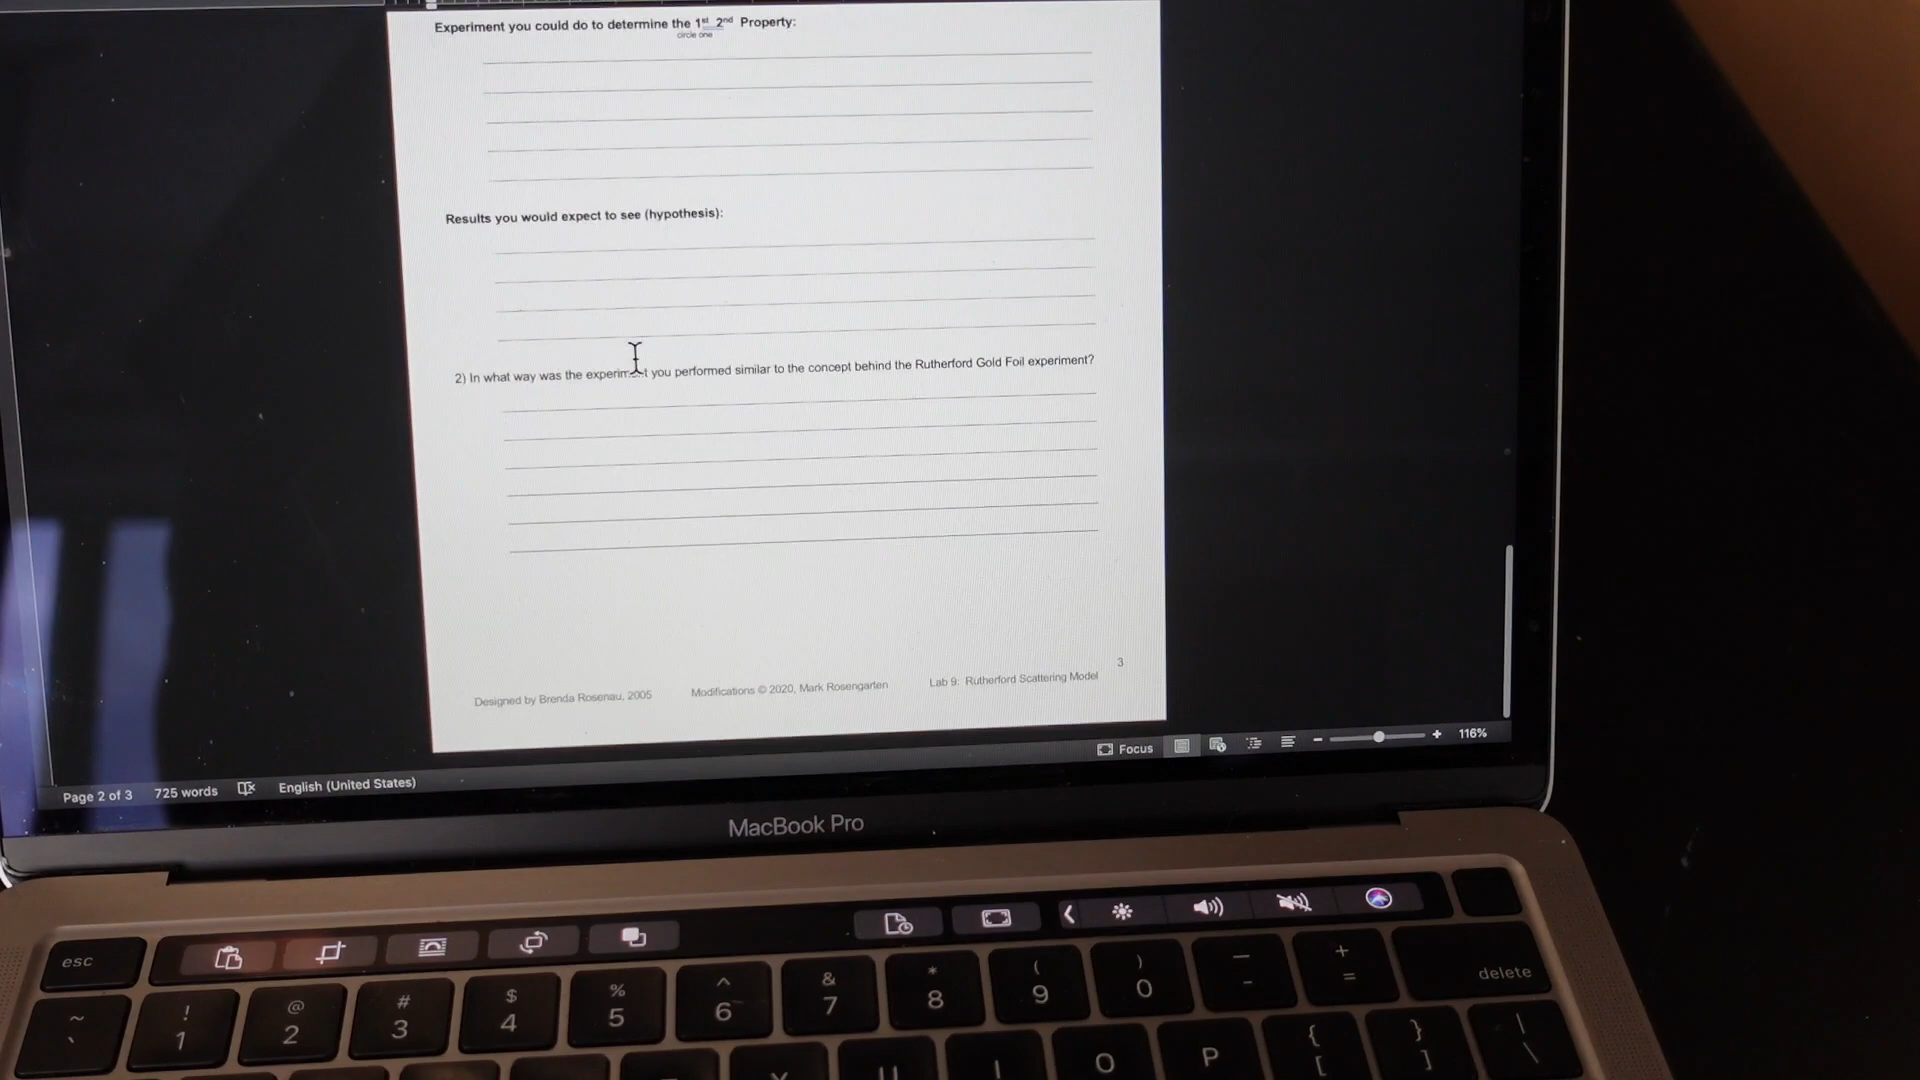 Experiment you could do to determine the 1st 2nd Property:
circle one
Results you would expect to see (hypothesis):
2) In what way was the experiment you performed similar to the concept behind the Rutherford Gold Foil experiment?
3
Designed by Brenda Rosenau, 2005 Modifications © 2020, Mark Rosengarten Lab 9: Rutherford Scattering Model
Focus 116%
Page 2 of 3 725 words English (United States)
MacBook Pro
esc
~ ! @ # $ % ^ & * ( ) — + delete
` 1 2 3 4 5 6 7 8 9 0 - =
O P { } |
[ ] \